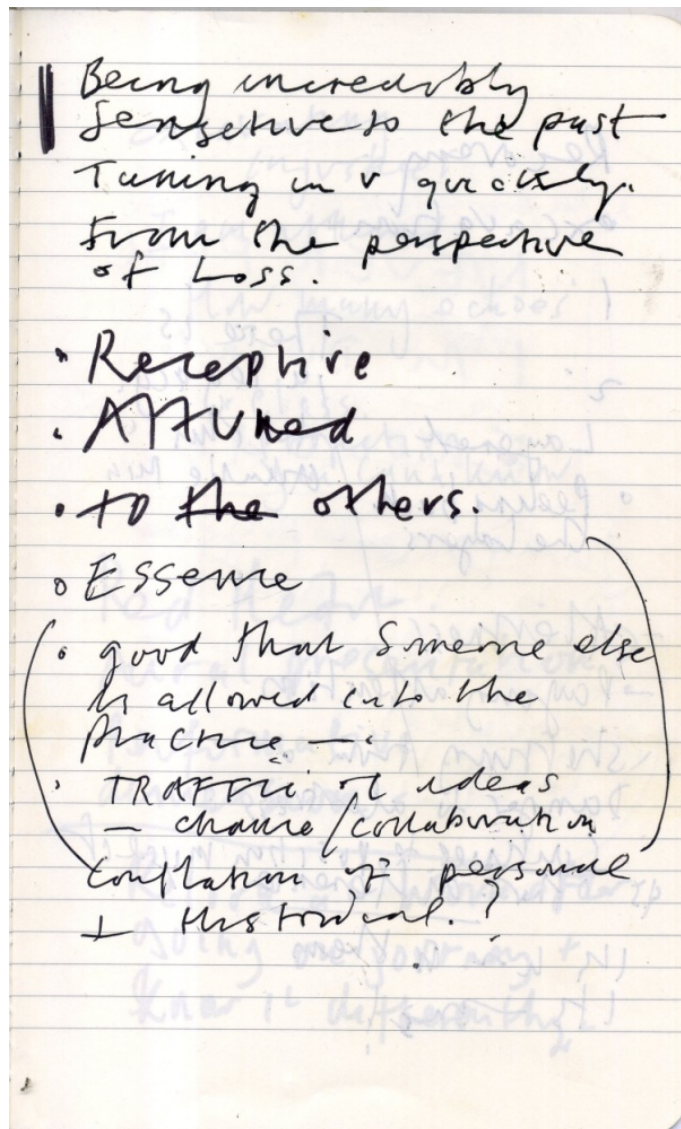 Being incredibly
sensetive to the past
Tuning in v quickly.
From the perspective
of Loss.
• Receptive
• Attuned
• to the others.
• Essence
• good that Someone else
is allowed into the
practice —
• TRAFFic of ideas
— chance / collaboration
conflation of personal
+ Historical.?